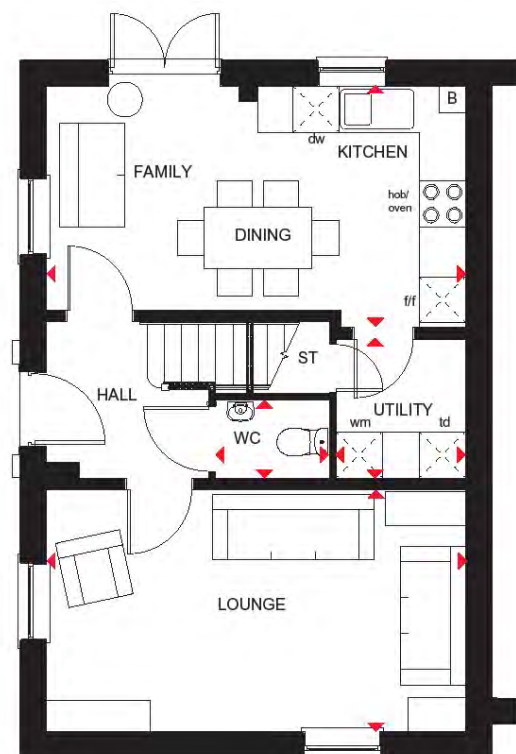 B
dw
KITCHEN
FAMILY
hob/
oven
DINING
f/f
ST
HALL
UTILITY
WC
wm
td
LOUNGE